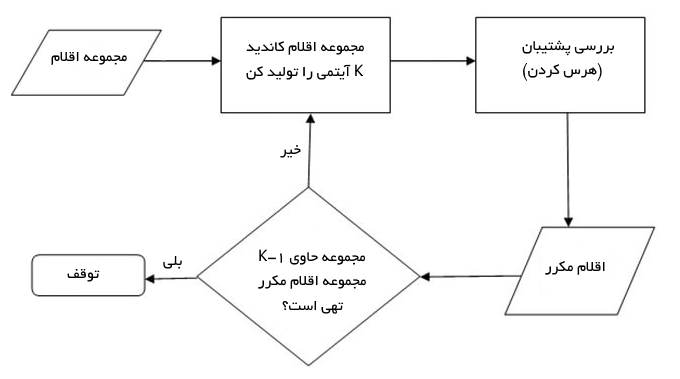 مجموعه اقلام
مجموعه اقلام کاندید
K آیتمی را تولید کن
بررسی پشتیبان
(هرس کردن)
اقلام مکرر
مجموعه حاوی K-۱
مجموعه اقلام مکرر
تهی است؟
خیر
بلی
توقف